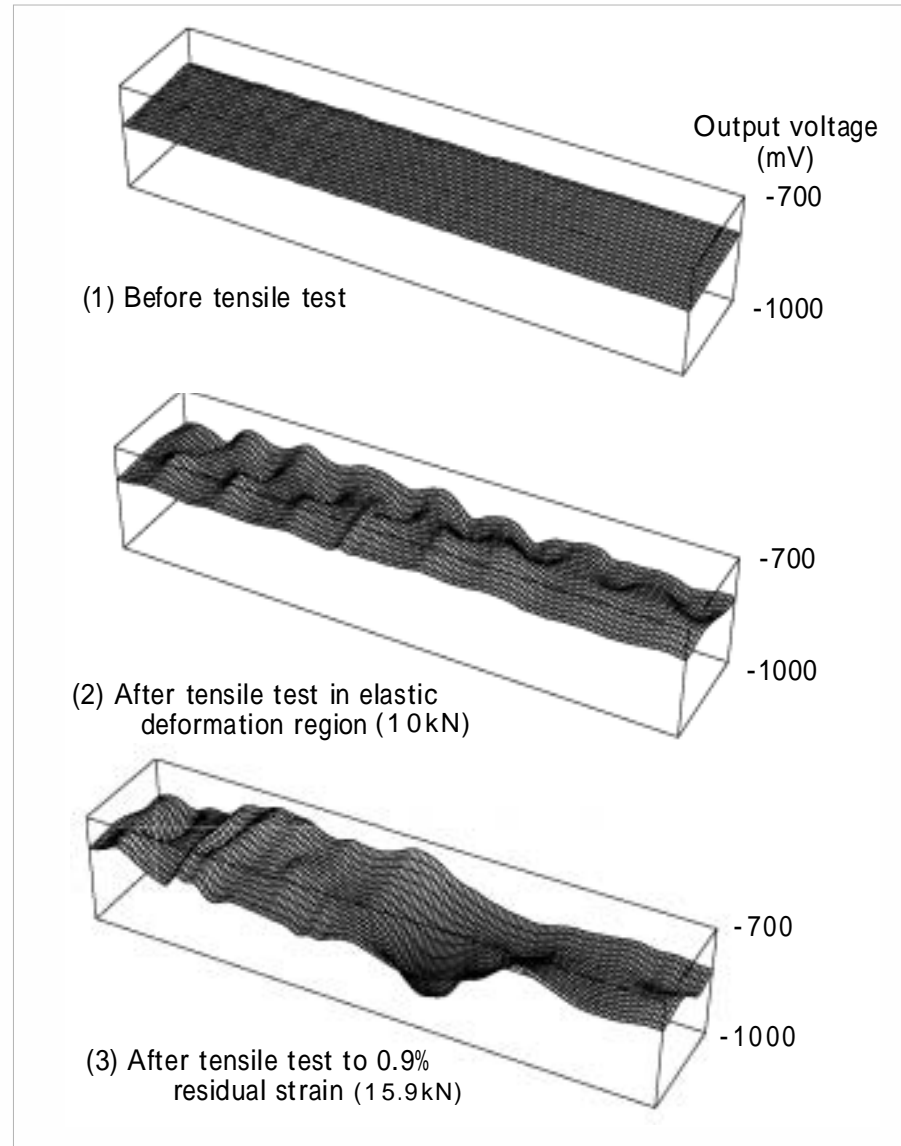 Output voltage
(mV)
-700
(1) Before tensile test
-1000
-700
-1000
(2) After tensile test in elastic
deformation region (10kN)
-700
-1000
(3) After tensile test to 0.9%
residual strain (15.9kN)